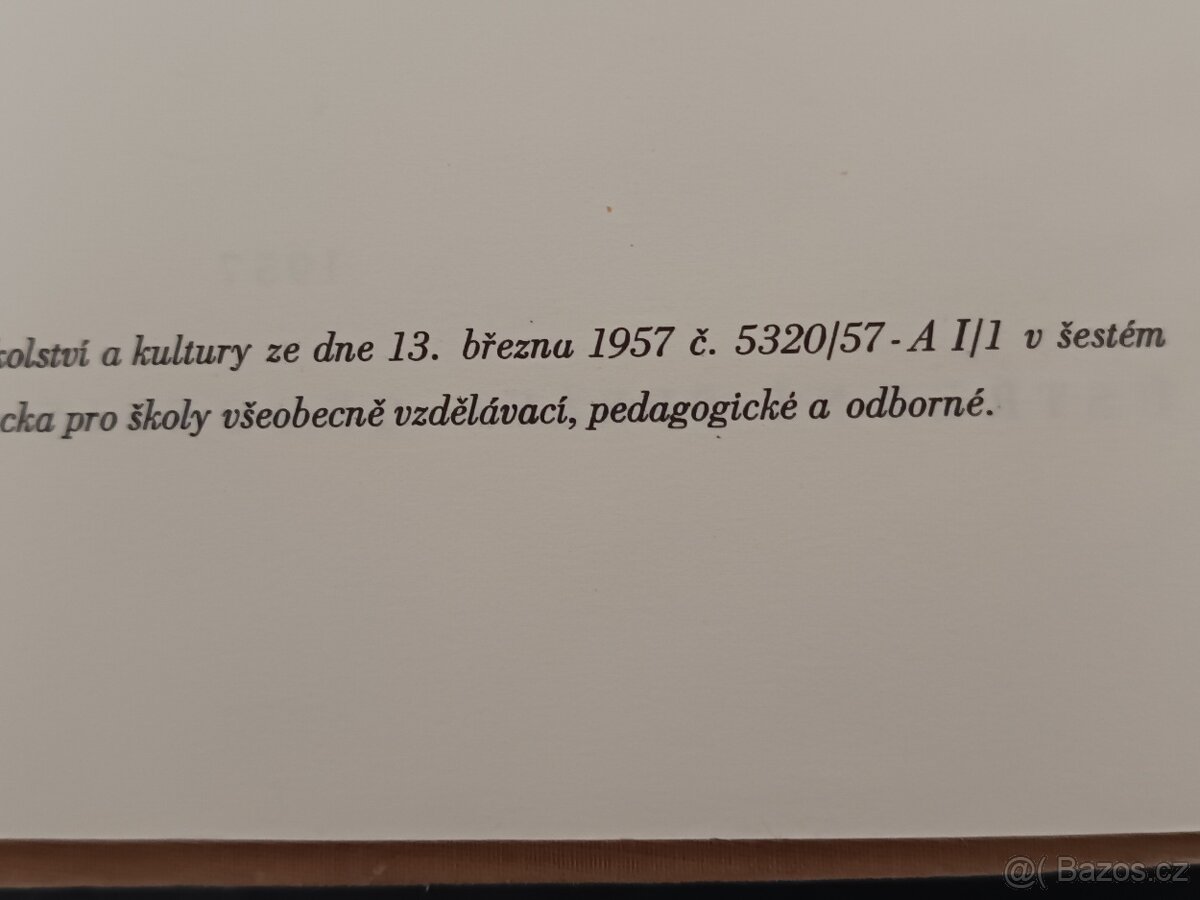 kolství a kultury ze dne 13. března 1957 č. 5320/57-A I/1 v šestém
cka pro školy všeobecně vzdělávací, pedagogické a odborné.
@( Bazos.cz